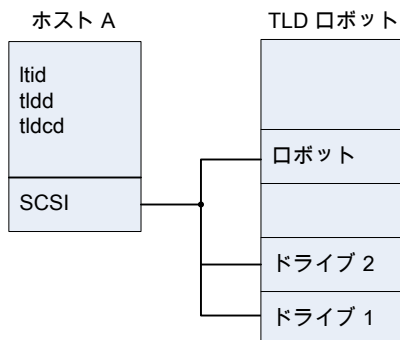 ホスト A
ltid
tldd
tldcd
SCSI
TLD ロボット
ロボット
ドライブ 2
ドライブ 1